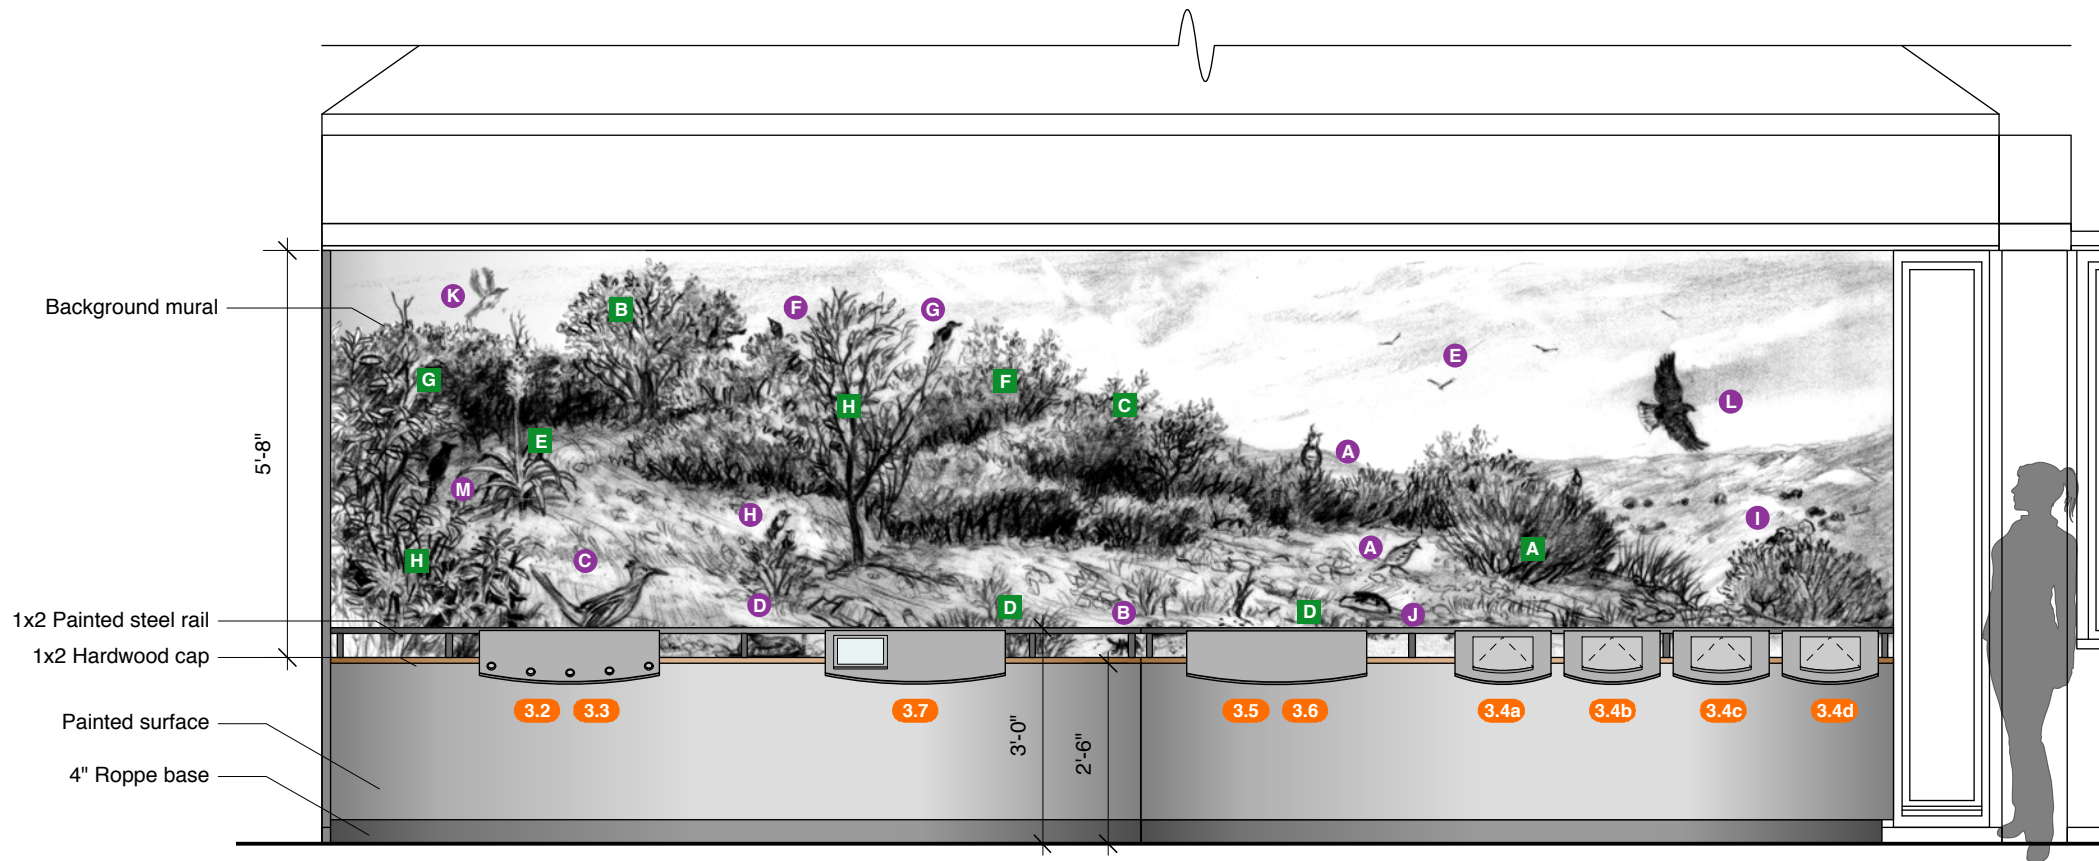 K
B
F
G
Background mural
E
G
F
H
C
L
5'-8"
E
A
M
H
I
C
A
A
H
D
D
B
D
J
1x2 Painted steel rail
1x2 Hardwood cap
3.2 3.3 3.7 3.5 3.6 3.4a 3.4b 3.4c 3.4d
Painted surface
3'-0"
2'-6"
4" Roppe base